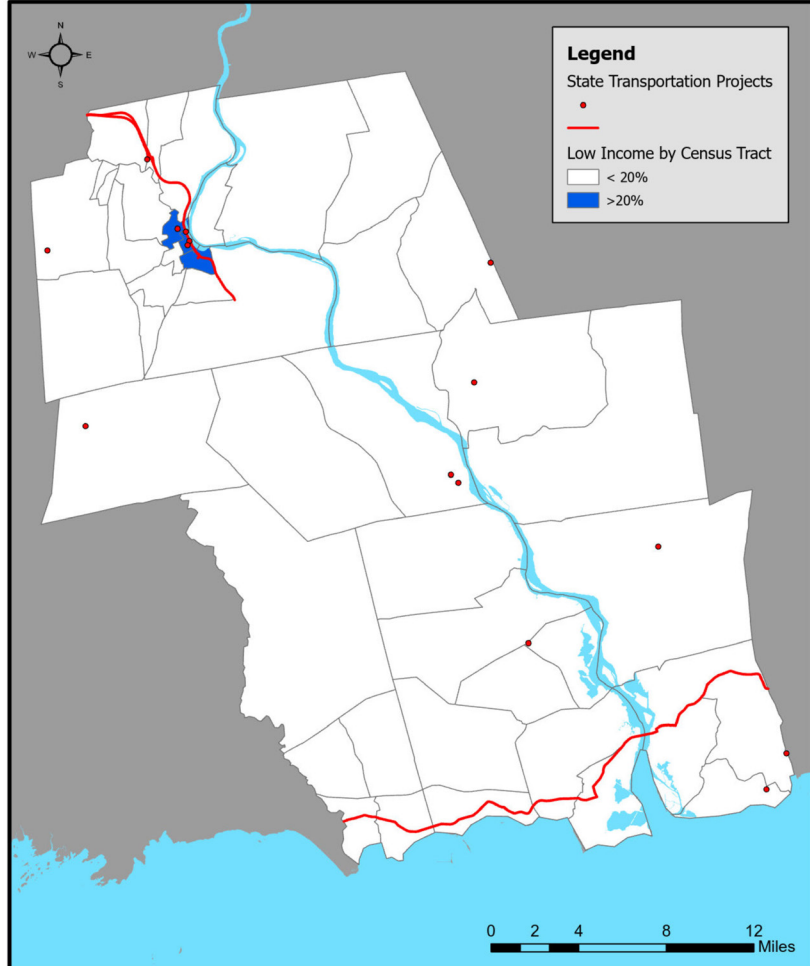 N
W E
S
Legend
State Transportation Projects
Low Income by Census Tract
< 20%
>20%
0 2 4 8 12
Miles